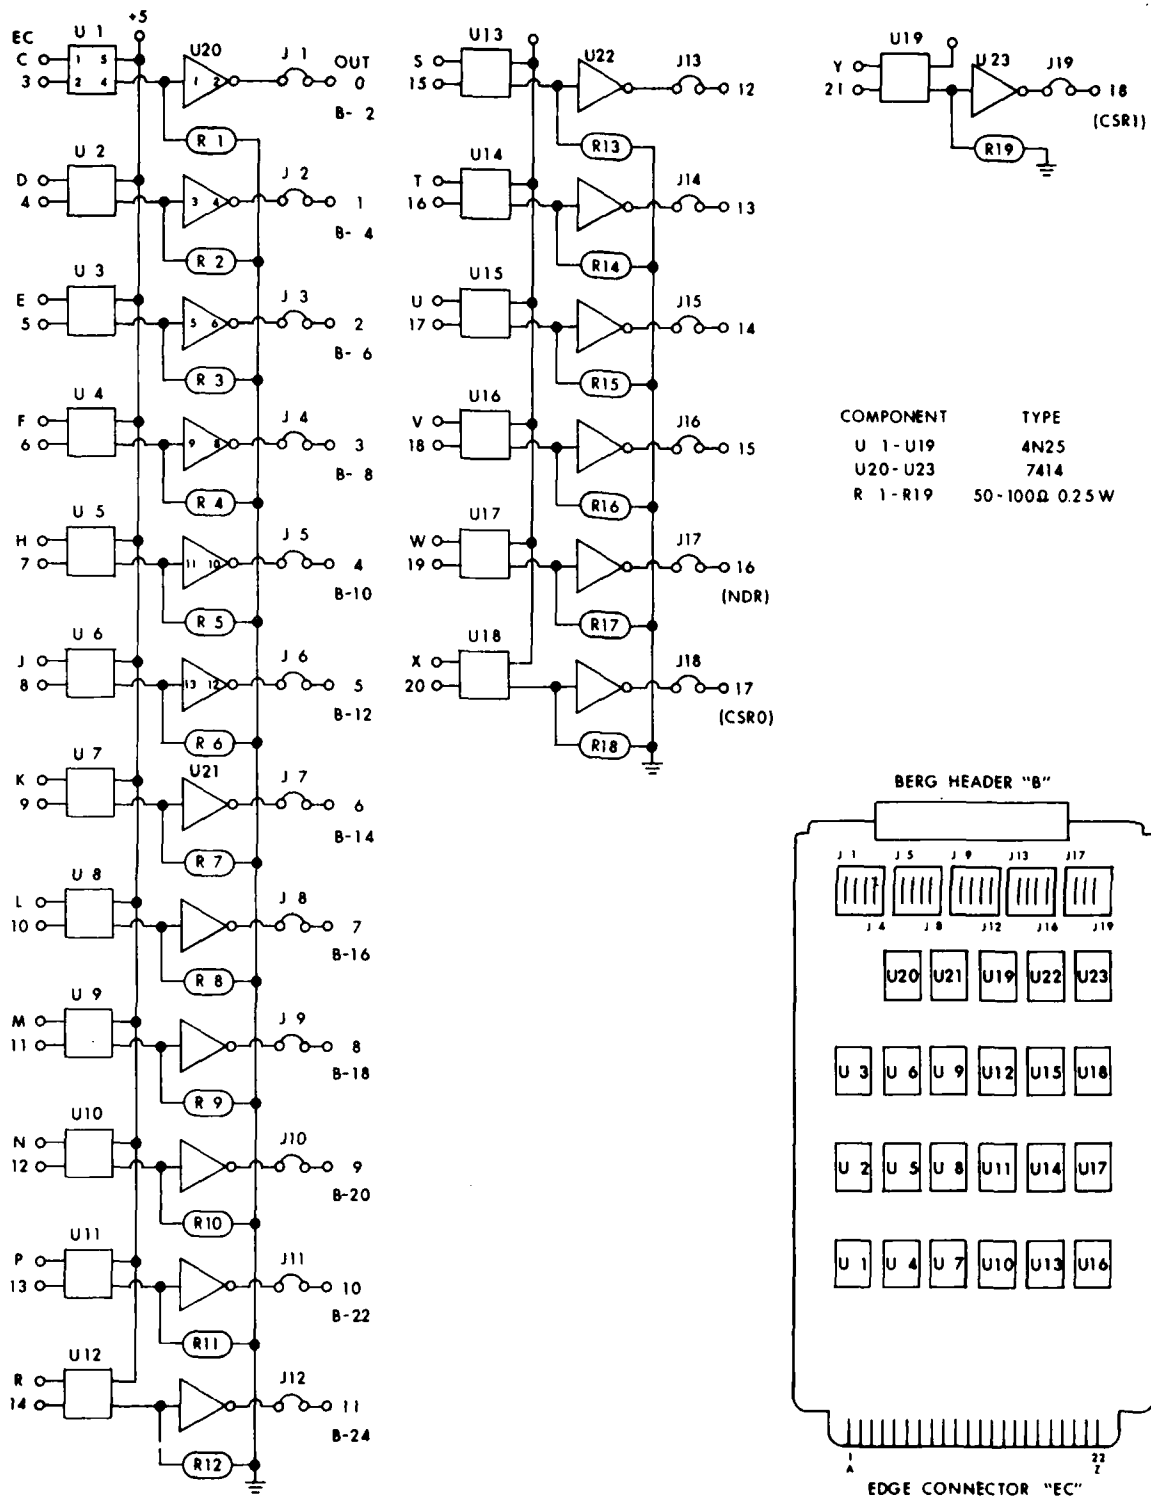 +5
EC
U 1
U20
J 1
OUT
C
1 5
3
2 4
1 2
0
B- 2
R 1
U 2
D
4
3 4
J 2
1
B- 4
R 2
U 3
E
5
5 6
J 3
2
B- 6
R 3
U 4
F
6
9 8
J 4
3
B- 8
R 4
U 5
H
7
11 10
J 5
4
B-10
R 5
U 6
J
8
13 12
J 6
5
B-12
R 6
U 7
U21
K
9
J 7
6
B-14
R 7
U 8
L
10
J 8
7
B-16
R 8
U 9
M
11
J 9
8
B-18
R 9
U10
N
12
J10
9
B-20
R10
U11
P
13
J11
10
B-22
R11
U12
R
14
J12
11
B-24
R12
U13
U22
S
15
J13
12
R13
U14
T
16
J14
13
R14
U15
U
17
J15
14
R15
U16
V
18
J16
15
R16
U17
W
19
J17
16
(NDR)
R17
U18
X
20
J18
17
(CSR0)
R18
U19
U23
Y
21
J19
18
(CSR1)
R19
COMPONENT TYPE
U 1-U19 4N25
U20-U23 7414
R 1-R19 50-100Ω 0.25W
BERG HEADER "B"
J 1 J 5 J 9 J13 J17
J 4 J 8 J12 J16 J19
U20 U21 U19 U22 U23
U 3 U 6 U 9 U12 U15 U18
U 2 U 5 U 8 U11 U14 U17
U 1 U 4 U 7 U10 U13 U16
1 22
A Z
EDGE CONNECTOR "EC"